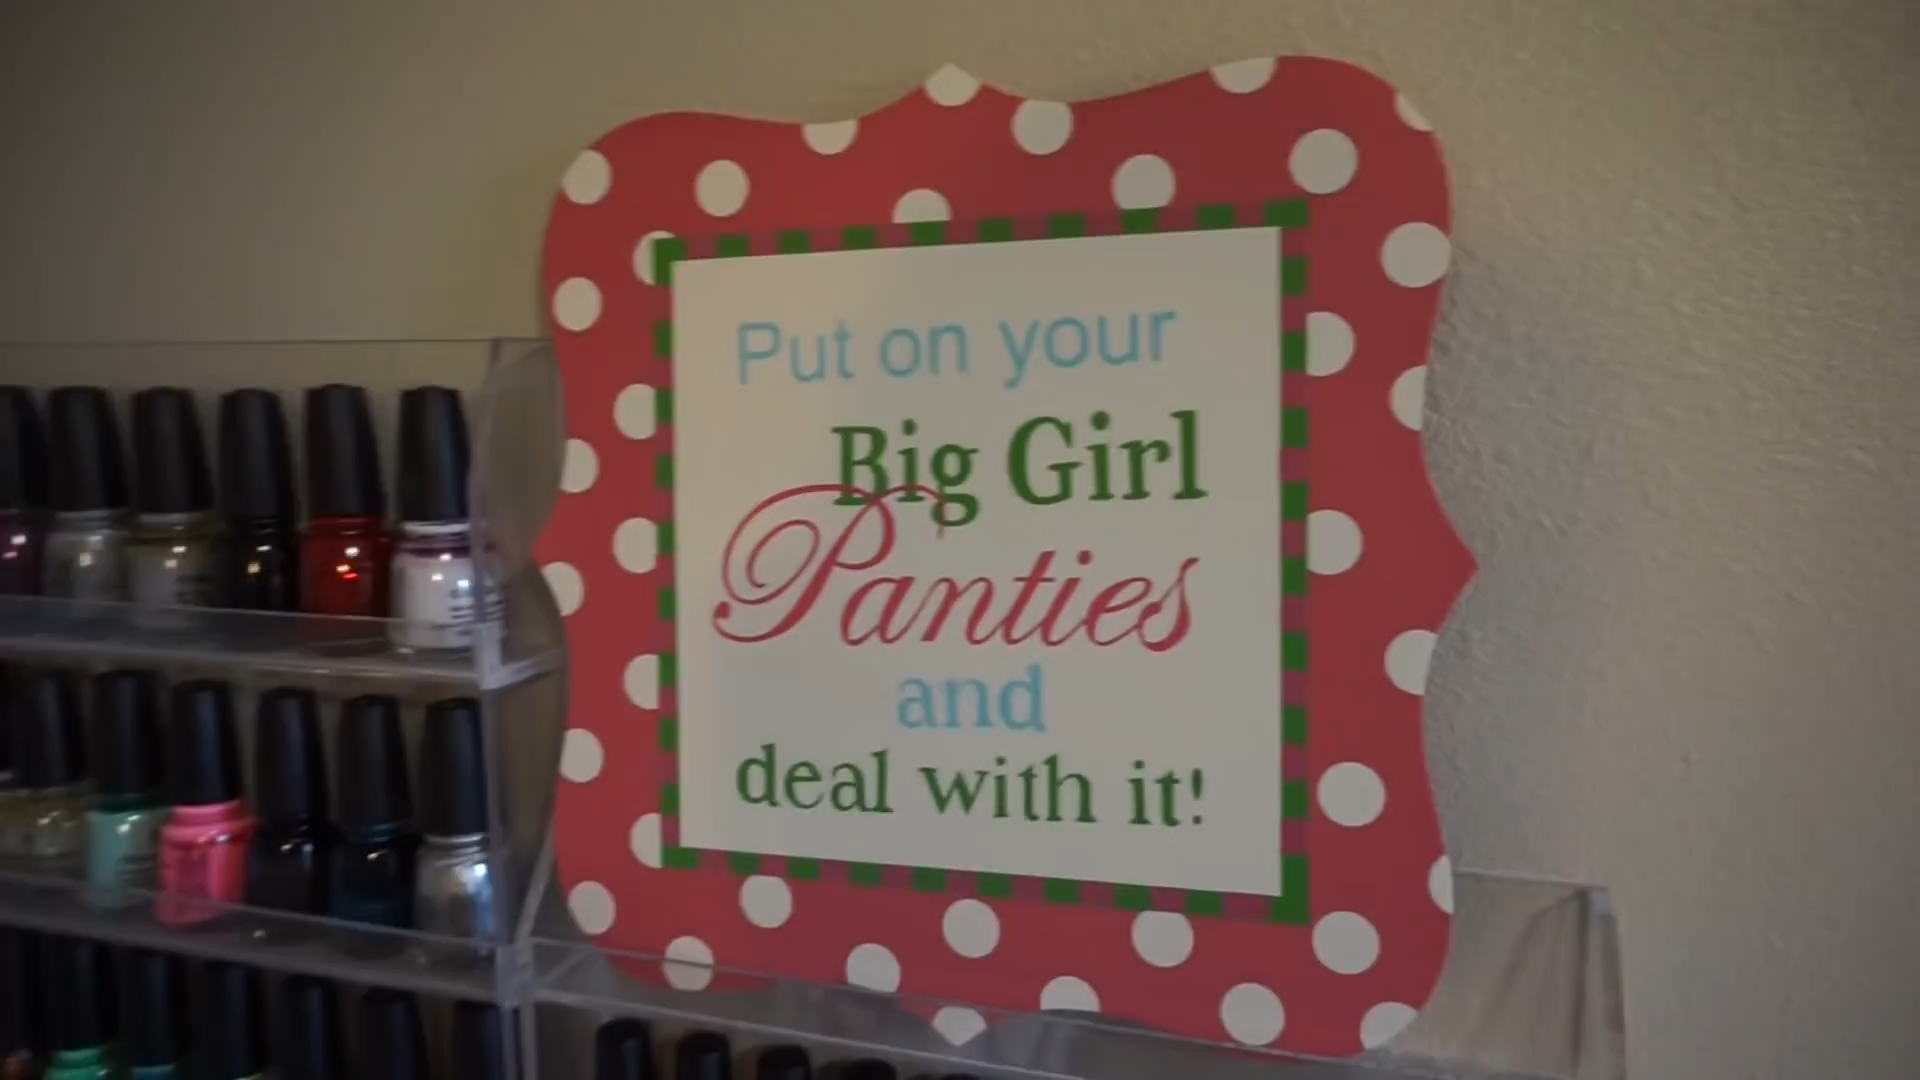 Put on your
Big Girl
Panties
and
deal with it!